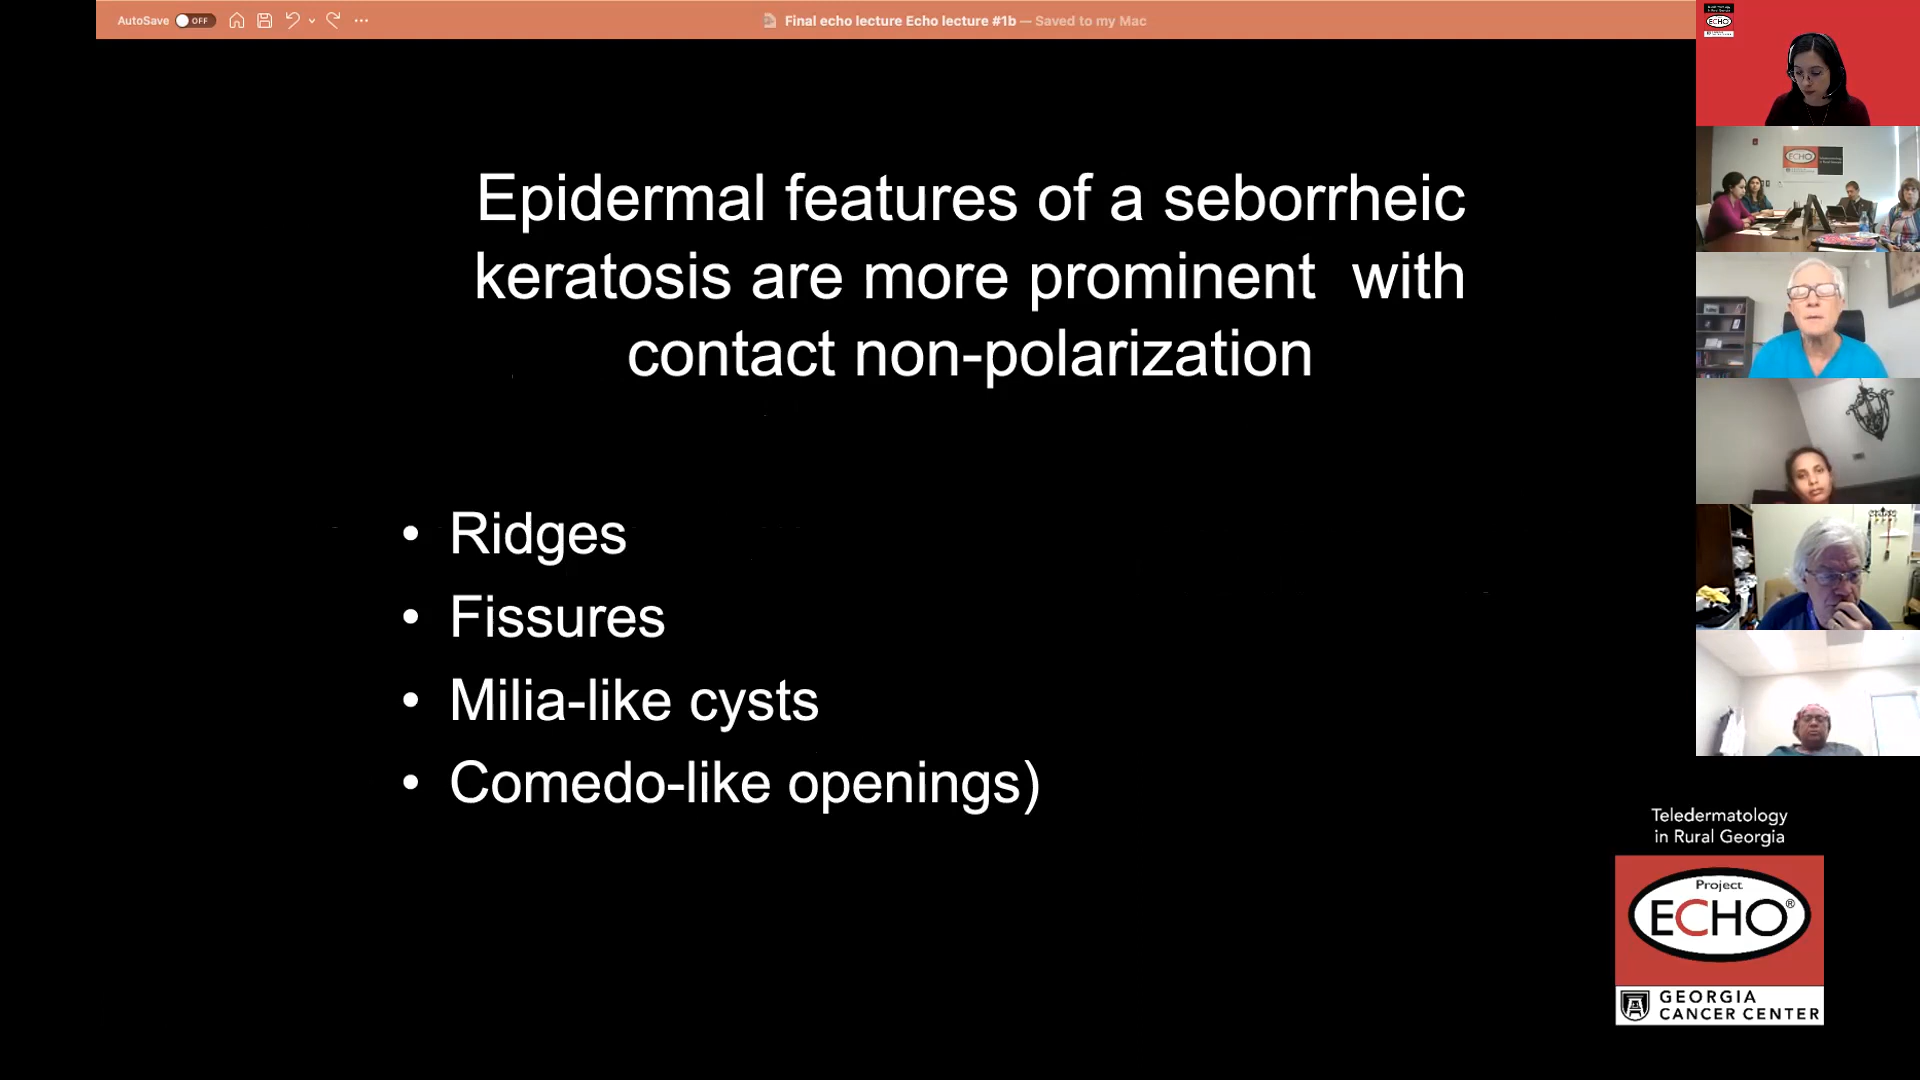 AutoSave OFF
Final echo lecture Echo lecture #1b — Saved to my Mac
Epidermal features of a seborrheic
keratosis are more prominent with
contact non-polarization
• Ridges
• Fissures
• Milia-like cysts
• Comedo-like openings)
ECHO
ECHO
Teledermatology
in Rural Georgia
Project
ECHO®
GEORGIA
CANCER CENTER